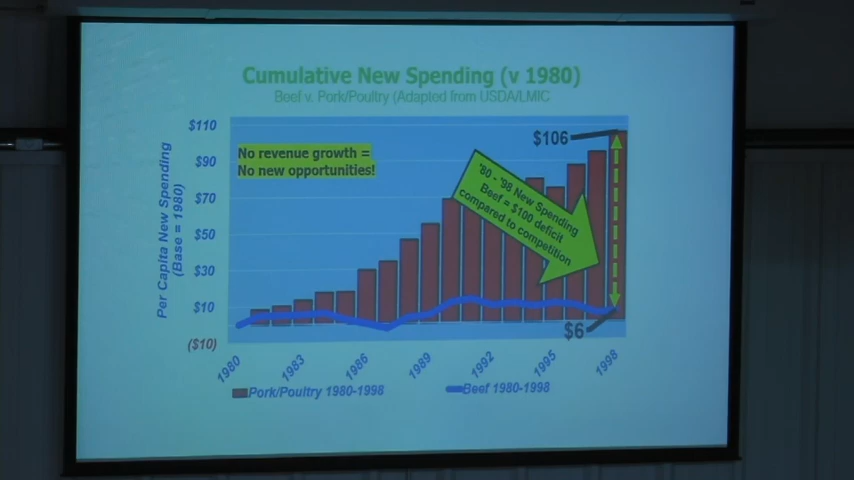 Cumulative New Spending (v 1980)
Beef v. Pork/Poultry (Adapted from USDA/LMIC
Per Capita New Spending
(Base = 1980)
$110
$90
$70
$50
$30
$10
($10)
No revenue growth =
No new opportunities!
$106
'80 - '98 New Spending
Beef = $100 deficit
compared to competition
$6
1980
1983
1986
1989
1992
1995
1998
Pork/Poultry 1980-1998
Beef 1980-1998